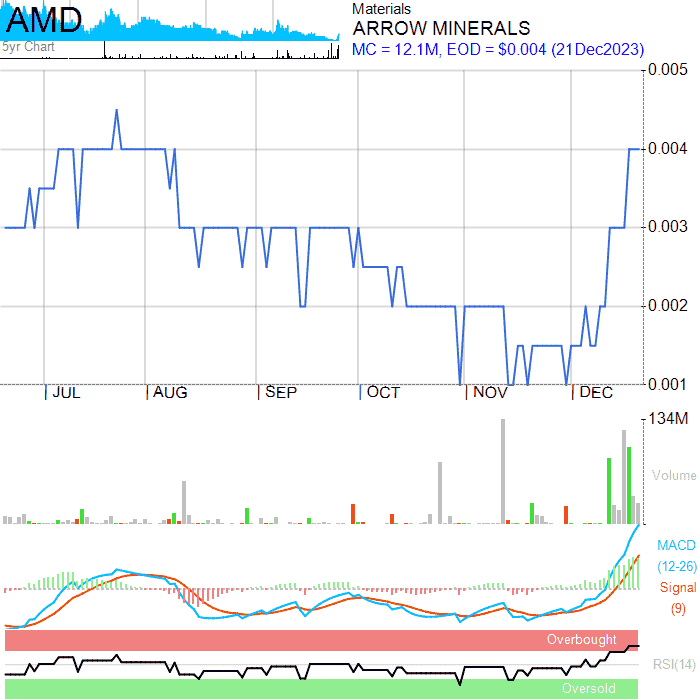 AMD
5yr Chart
Materials
ARROW MINERALS
MC = 12.1M, EOD = $0.004 (21Dec2023)
0.005
0.004
0.003
0.002
0.001
JUL AUG SEP OCT NOV DEC
134M
Volume
MACD
(12-26)
Signal
(9)
Overbought
RSI(14)
Oversold